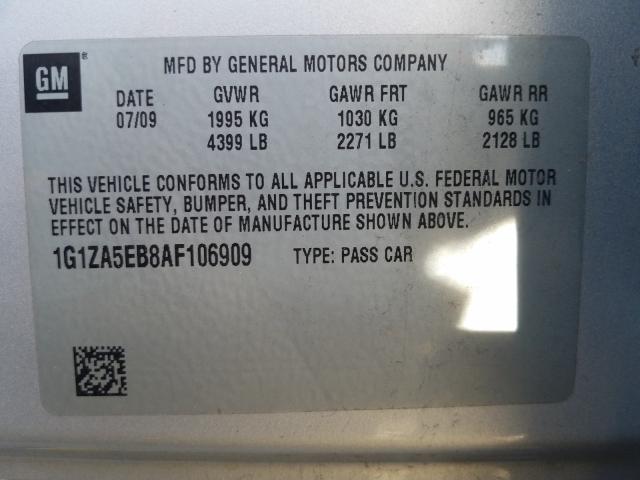 GM®
MFD BY GENERAL MOTORS COMPANY
DATE GVWR GAWR FRT GAWR RR
07/09 1995 KG 1030 KG 965 KG
4399 LB 2271 LB 2128 LB
THIS VEHICLE CONFORMS TO ALL APPLICABLE U.S. FEDERAL MOTOR
VEHICLE SAFETY, BUMPER, AND THEFT PREVENTION STANDARDS IN
EFFECT ON THE DATE OF MANUFACTURE SHOWN ABOVE.
1G1ZA5EB8AF106909 TYPE: PASS CAR